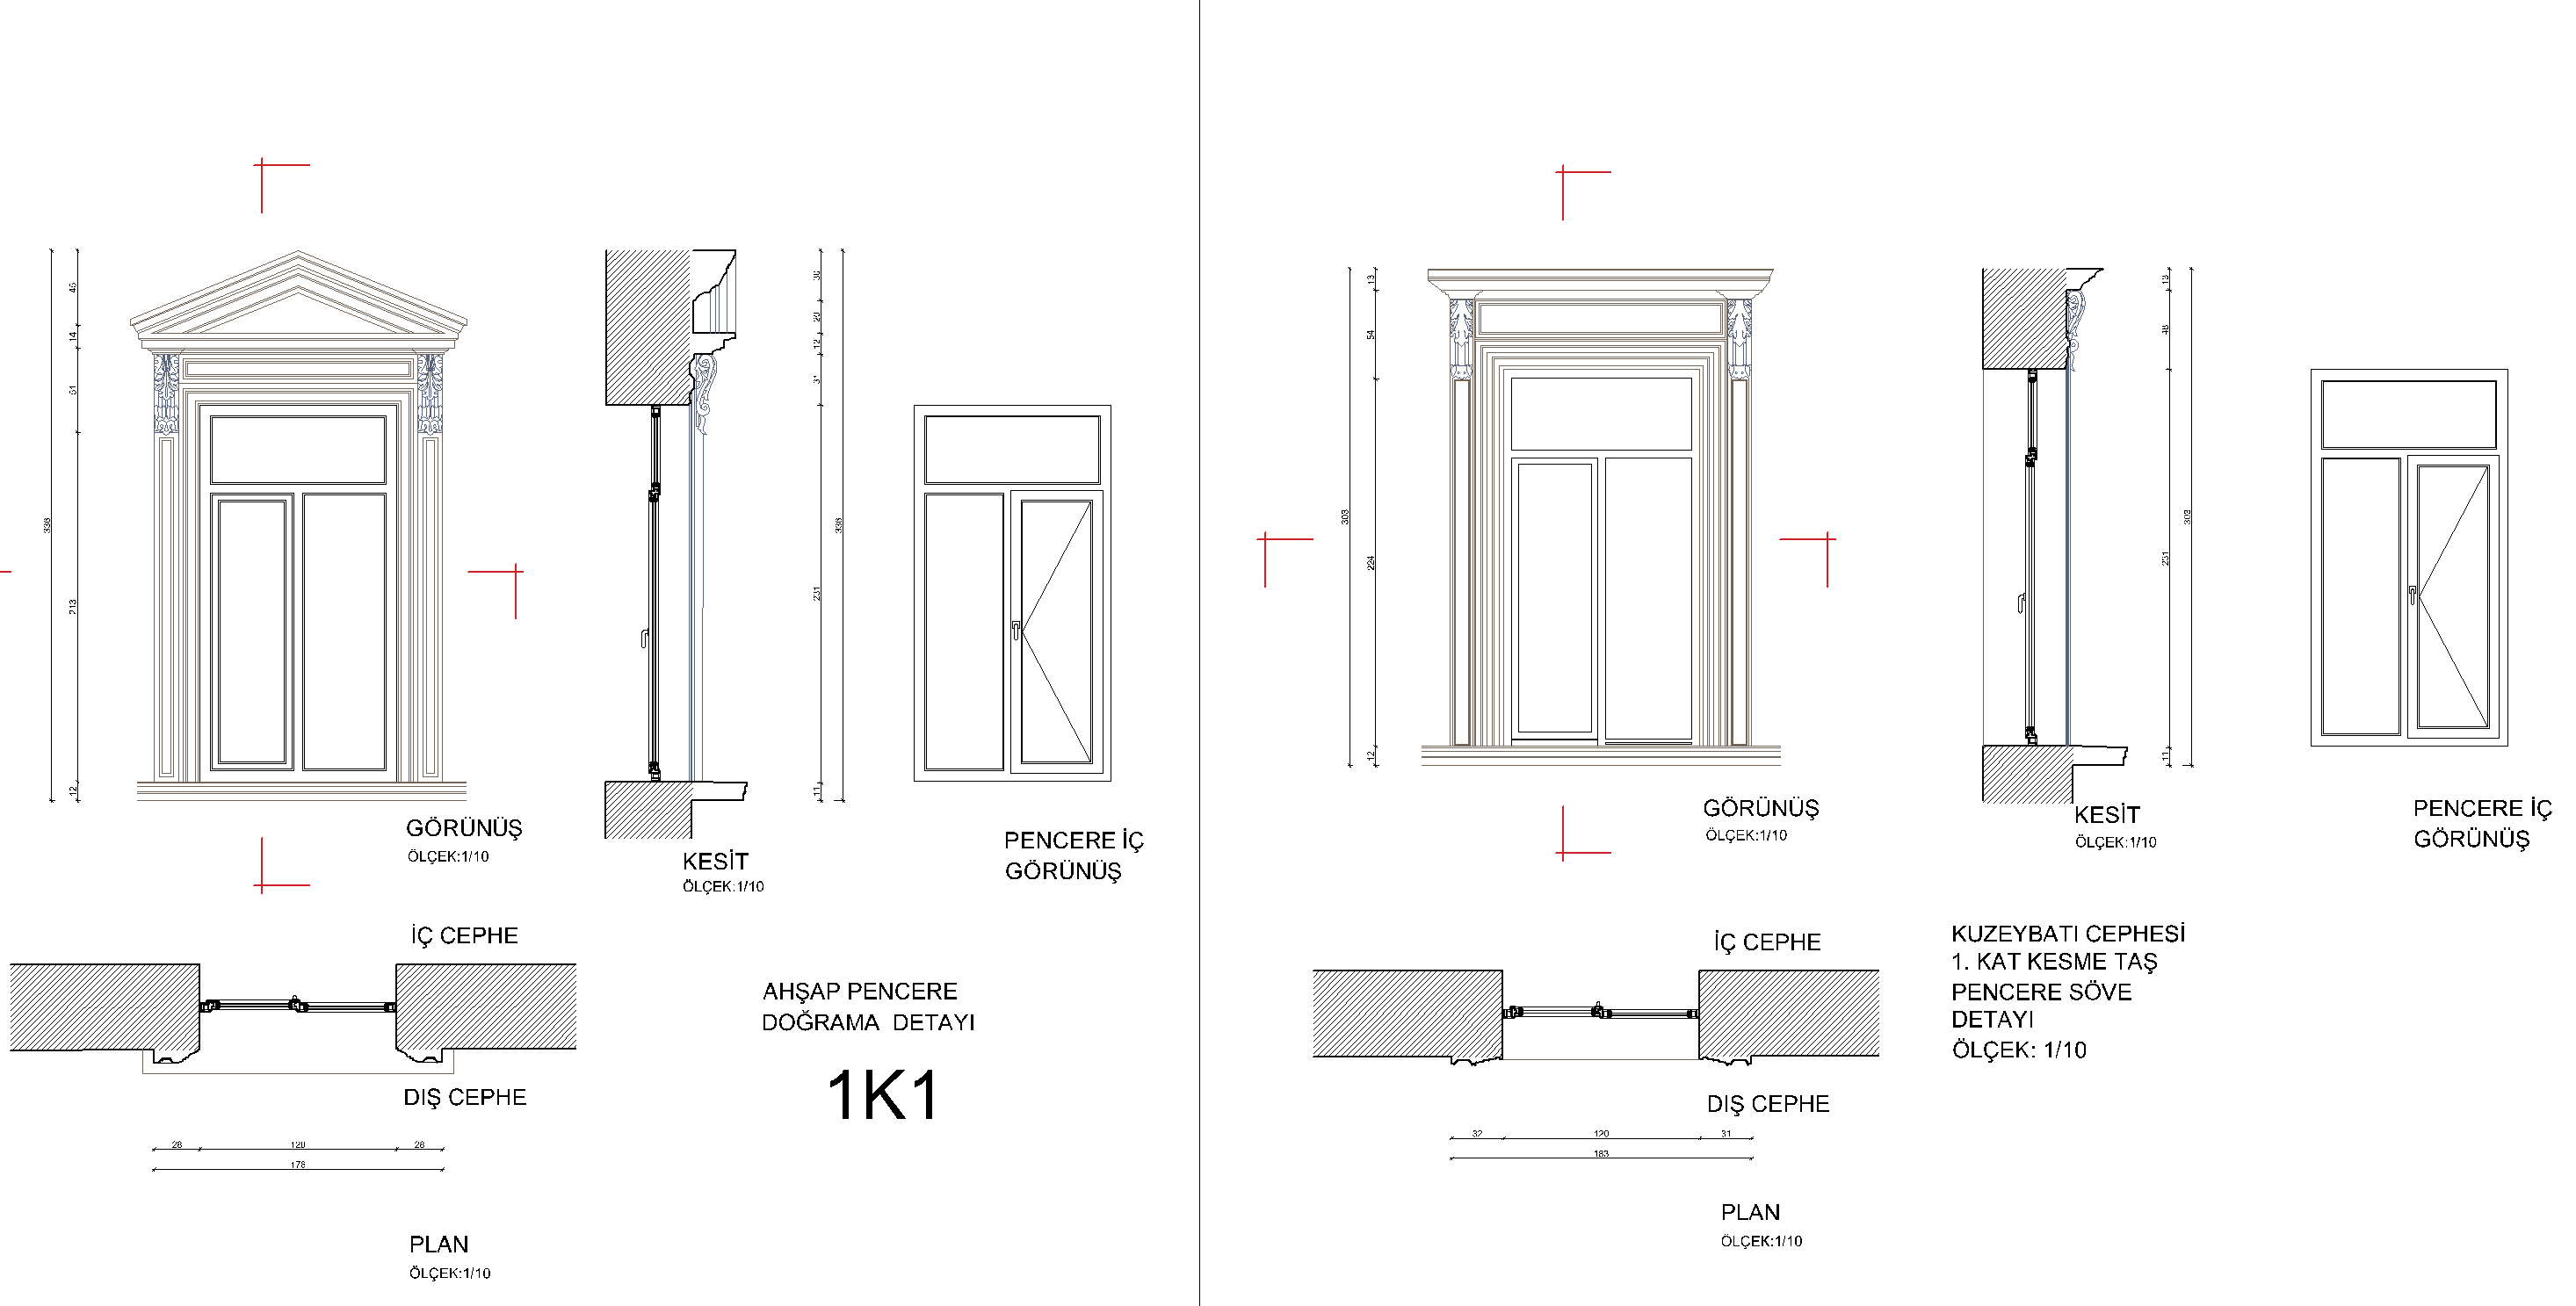 45
14
51
338
213
12
30
20
12
31
338
231
11
GÖRÜNÜŞ
ÖLÇEK:1/10
KESİT
ÖLÇEK:1/10
PENCERE İÇ
GÖRÜNÜŞ
İÇ CEPHE
DIŞ CEPHE
28
120
28
178
PLAN
ÖLÇEK:1/10
AHŞAP PENCERE
DOĞRAMA DETAYI
1K1
13
54
303
224
12
13
48
303
231
11
GÖRÜNÜŞ
ÖLÇEK:1/10
KESİT
ÖLÇEK:1/10
PENCERE İÇ
GÖRÜNÜŞ
İÇ CEPHE
DIŞ CEPHE
32
120
31
183
PLAN
ÖLÇEK:1/10
KUZEYBATI CEPHESİ
1. KAT KESME TAŞ
PENCERE SÖVE
DETAYI
ÖLÇEK: 1/10